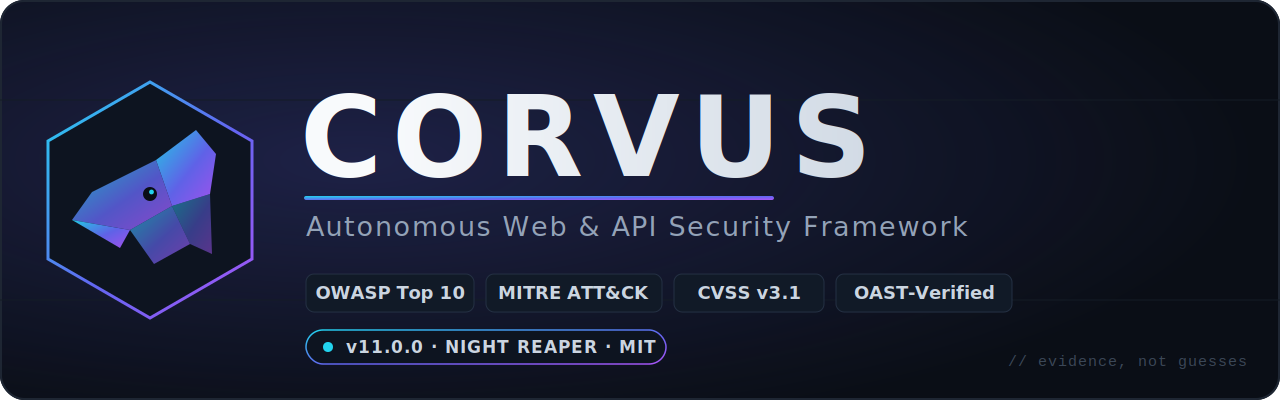 CORVUS
Autonomous Web & API Security Framework
OWASP Top 10 MITRE ATT&CK CVSS v3.1 OAST-Verified
v11.0.0 · NIGHT REAPER · MIT
// evidence, not guesses